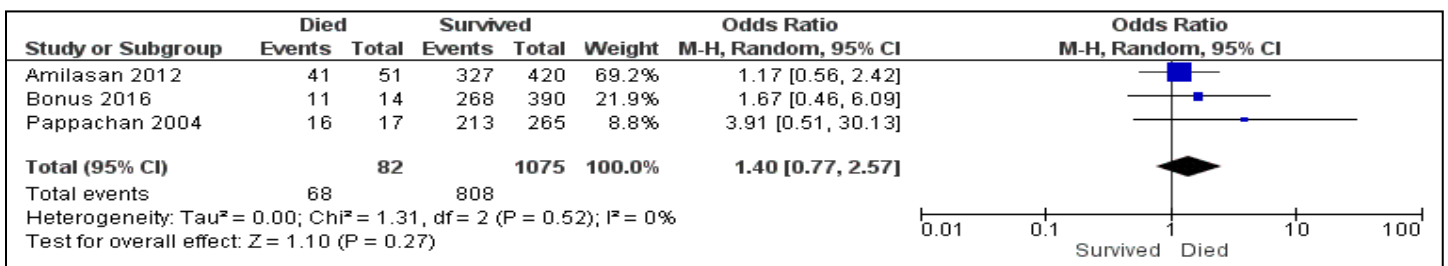 Died Survived Odds Ratio Odds Ratio
Study or Subgroup Events Total Events Total Weight M-H, Random, 95% CI M-H, Random, 95% CI
Amilasan 2012 41 51 327 420 69.2% 1.17 [0.56, 2.42]
Bonus 2016 11 14 268 390 21.9% 1.67 [0.46, 6.09]
Pappachan 2004 16 17 213 265 8.8% 3.91 [0.51, 30.13]
Total (95% CI) 82 1075 100.0% 1.40 [0.77, 2.57]
Total events 68 808
Heterogeneity: Tau² = 0.00; Chi² = 1.31, df = 2 (P = 0.52); I² = 0%
Test for overall effect: Z = 1.10 (P = 0.27)
0.01 0.1 1 10 100
Survived Died